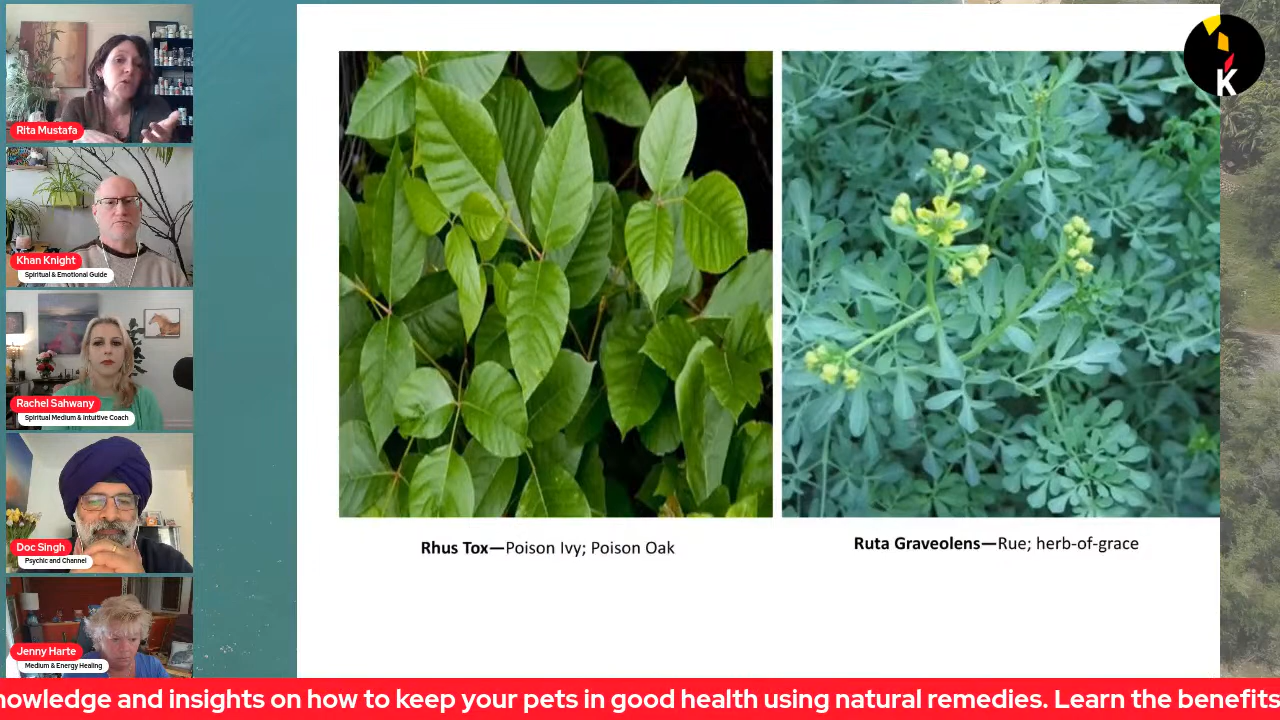 Rita Mustafa
Khan Knight
Spiritual & Emotional Guide
Rachel Sahwany
Spiritual Medium & Intuitive Coach
Doc Singh
Psychic and Channel
Jenny Harte
Medium & Energy Healing
K
Rhus Tox—Poison Ivy; Poison Oak
Ruta Graveolens—Rue; herb-of-grace
nowledge and insights on how to keep your pets in good health using natural remedies. Learn the benefits